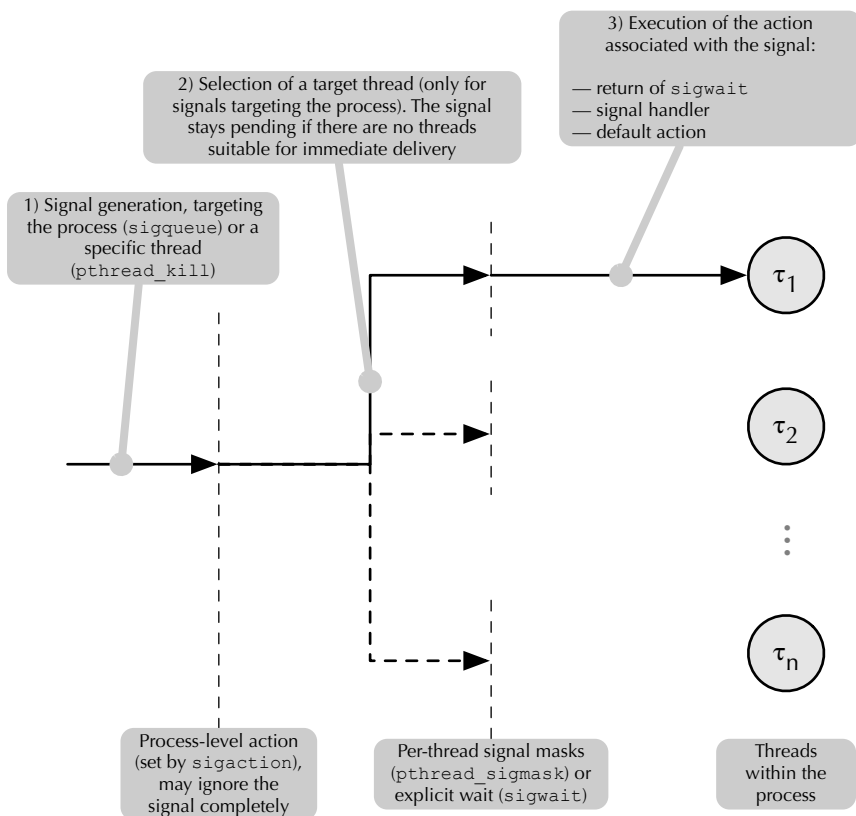 3) Execution of the action
associated with the signal:
— return of sigwait
— signal handler
— default action
2) Selection of a target thread (only for
signals targeting the process). The signal
stays pending if there are no threads
suitable for immediate delivery
1) Signal generation, targeting
the process (sigqueue) or a
specific thread
(pthread_kill)
τ1
τ2
τn
Process-level action
(set by sigaction),
may ignore the
signal completely
Per-thread signal masks
(pthread_sigmask) or
explicit wait (sigwait)
Threads
within the
process